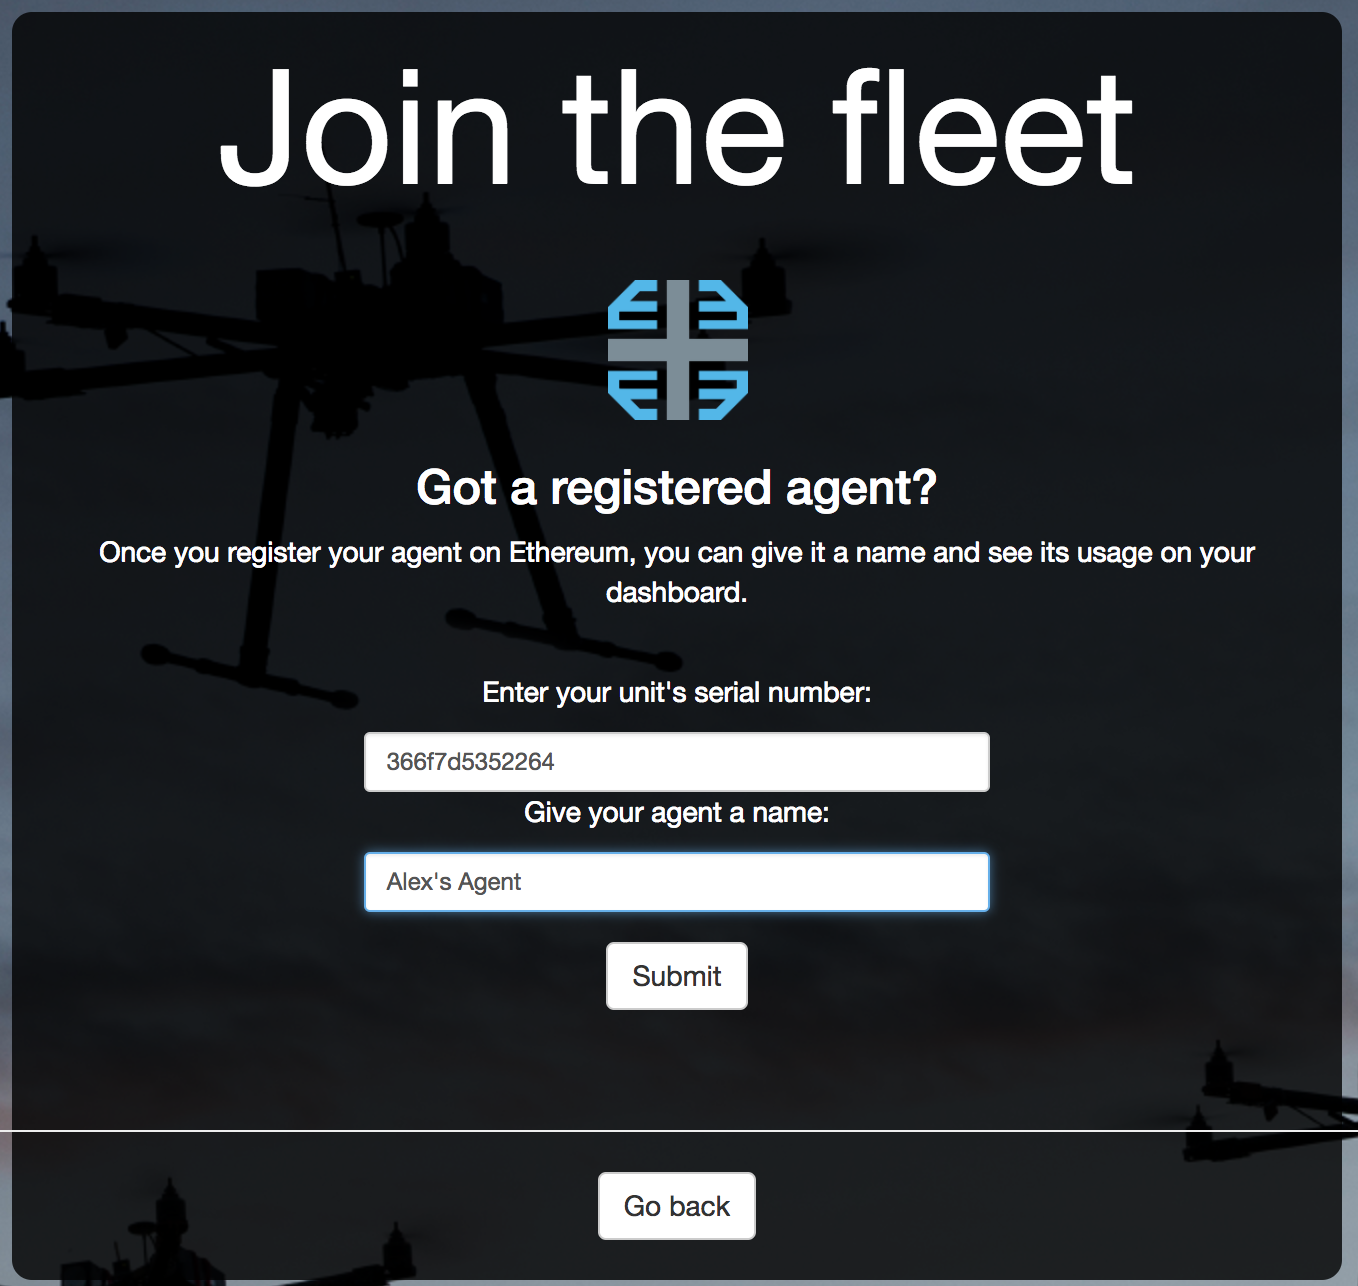 Join the fleet
Got a registered agent?
Once you register your agent on Ethereum, you can give it a name and see its usage on your
dashboard.
Enter your unit's serial number:
366f7d5352264
Give your agent a name:
Alex's Agent
Submit
Go back